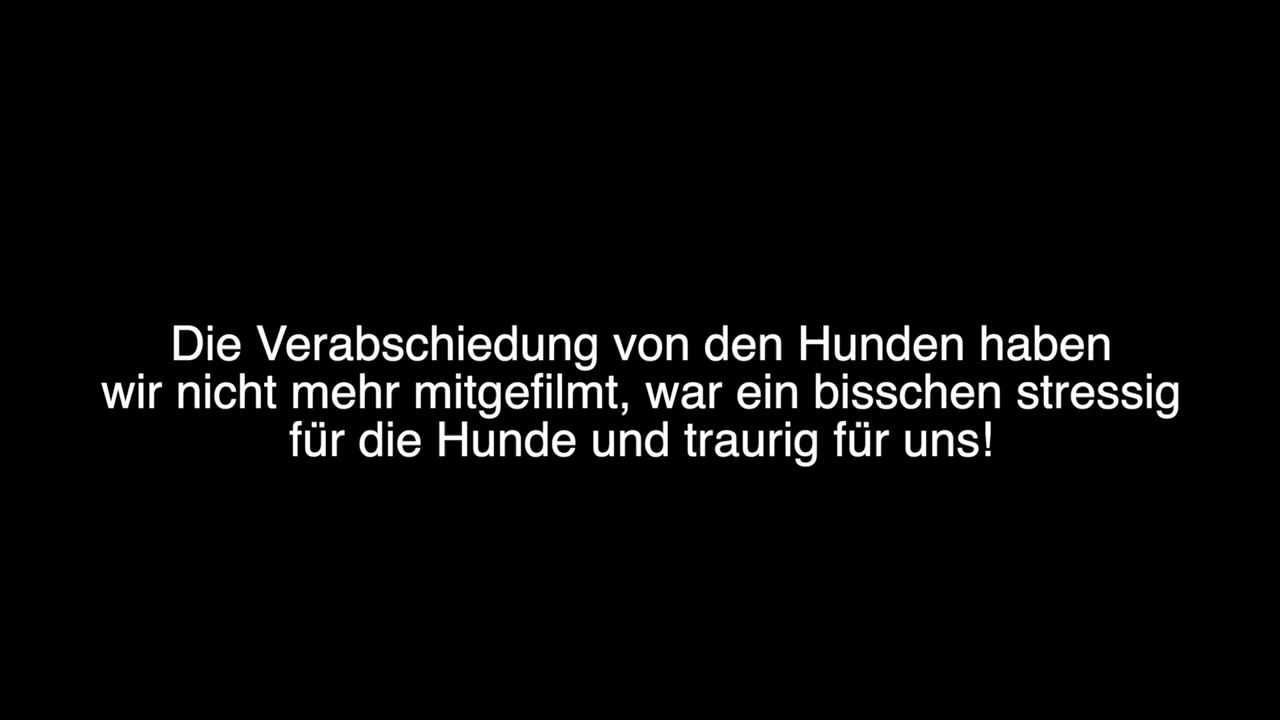 Die Verabschiedung von den Hunden haben
wir nicht mehr mitgefilmt, war ein bisschen stressig
für die Hunde und traurig für uns!